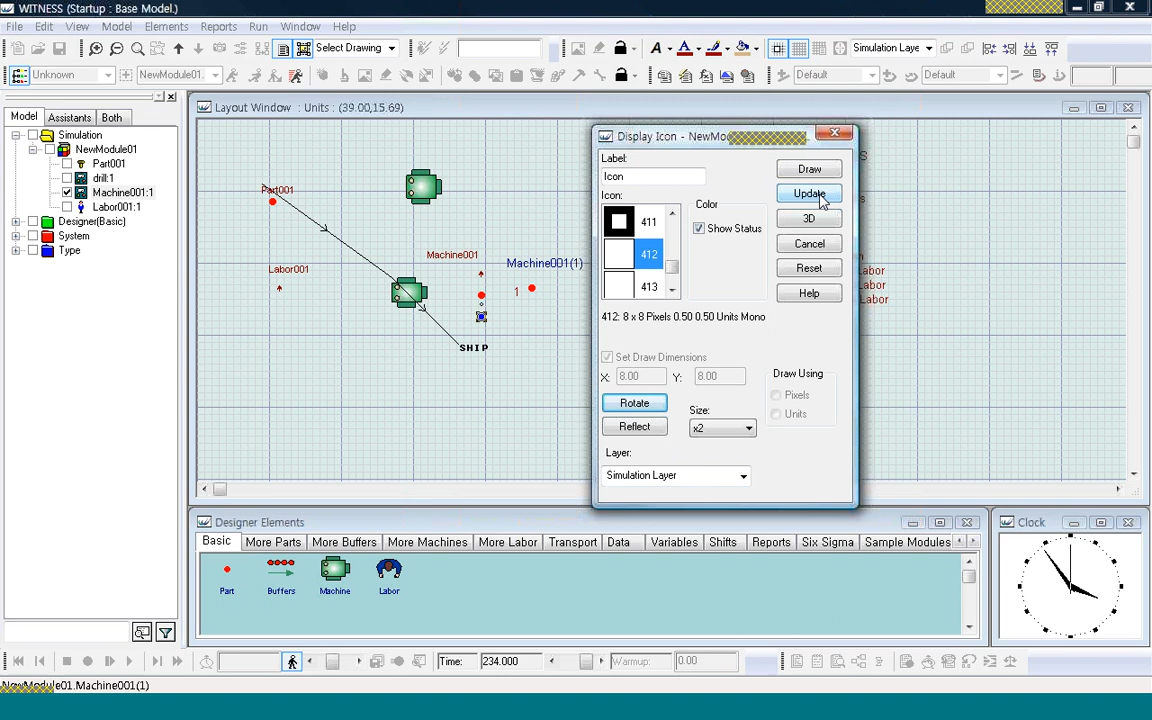 WITNESS (Startup : Base Model.)
File Edit View Model Elements Reports Run Window Help
Select Drawing
Simulation Laye
Unknown
NewModule01.
Default
Default
Model
Assistants
Both
Simulation
NewModule01
Part001
drill:1
Machine001:1
Labor001:1
Designer(Basic)
System
Type
Layout Window : Units : (39.00,15.69)
Part001
Labor001
Machine001
Machine001(1)
1
SHIP
S
s
n
Labor
Labor
Labor
Display Icon - NewMo
Label:
Icon
Icon:
411
412
413
Color
Show Status
Draw
Update
3D
Cancel
Reset
Help
412: 8 x 8 Pixels 0.50 0.50 Units Mono
Set Draw Dimensions
X: 8.00 Y: 8.00
Draw Using
Pixels
Units
Rotate
Reflect
Size:
x2
Layer:
Simulation Layer
Designer Elements
Basic More Parts More Buffers More Machines More Labor Transport Data Variables Shifts Reports Six Sigma Sample Modules
Part Buffers Machine Labor
Clock
Time: 234.000 Warmup: 0.00
NewModule01.Machine001(1)